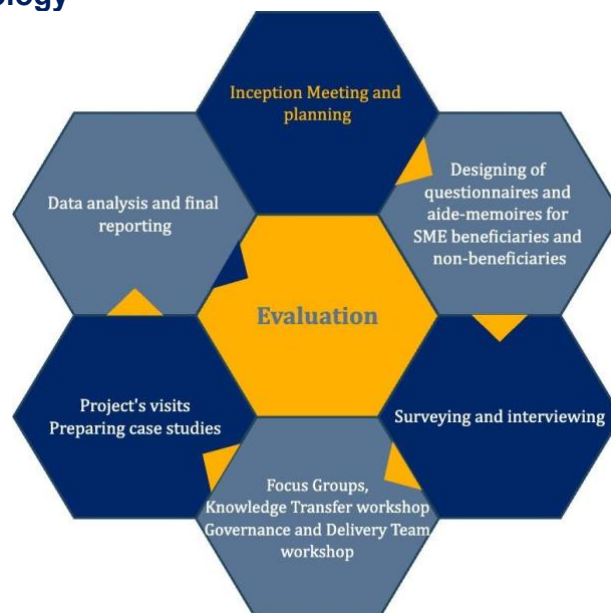 ology
Inception Meeting and
planning
Designing of
questionnaires and
aide-memoires for
SME beneficiaries and
non-beneficiaries
Data analysis and final
reporting
Evaluation
Project's visits
Preparing case studies
Surveying and interviewing
Focus Groups,
Knowledge Transfer workshop
Governance and Delivery Team
workshop